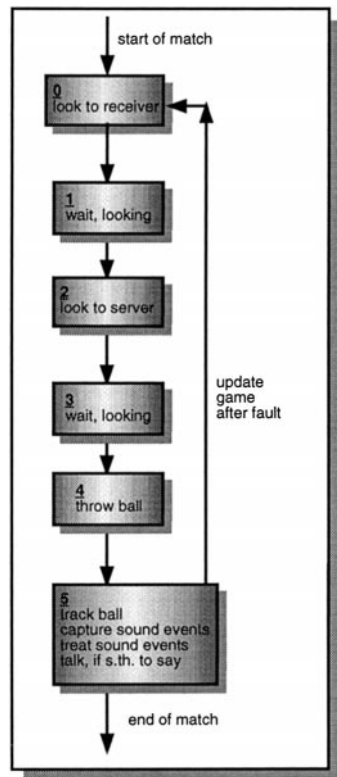 start of match
0
look to receiver
1
wait, looking
2
look to server
3
wait, looking
update
game
after fault
4
throw ball
5
track ball
capture sound events
treat sound events
talk, if s.th. to say
end of match